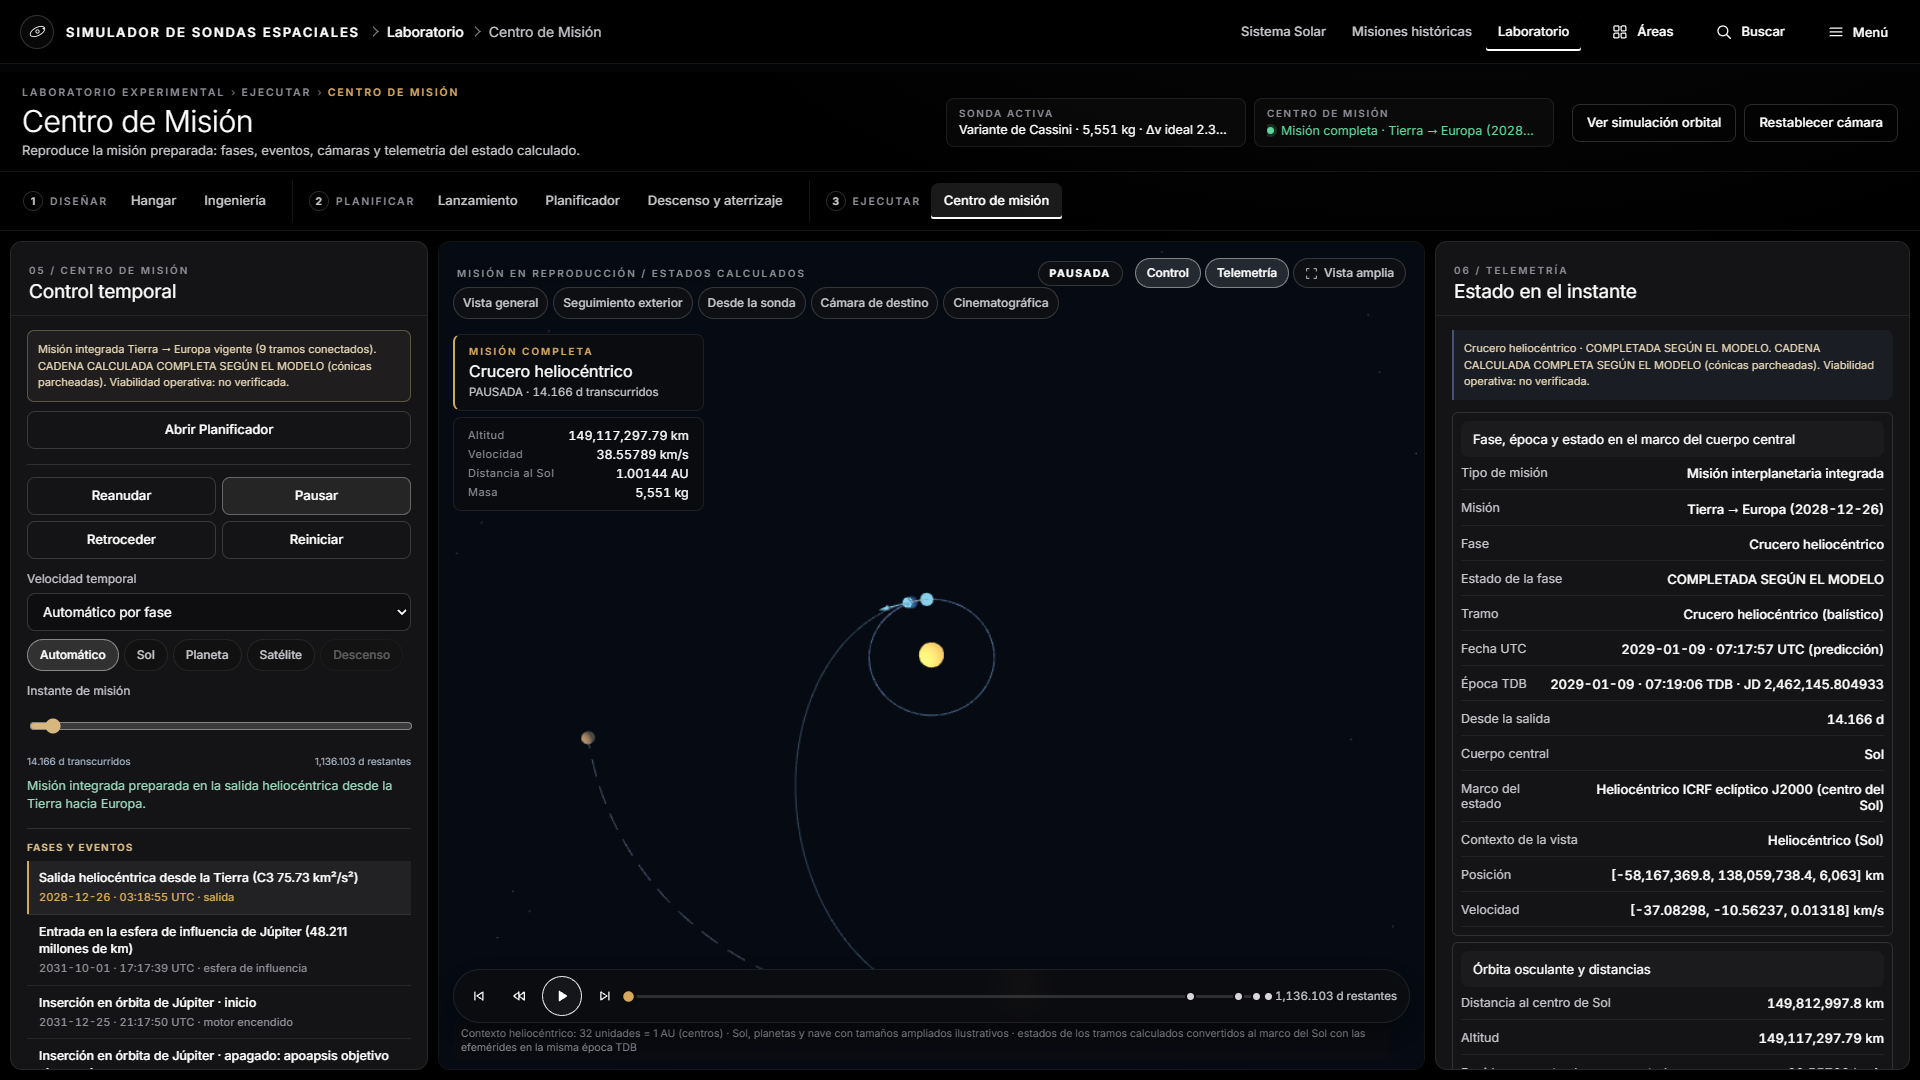 SIMULADOR DE SONDAS ESPACIALES > Laboratorio > Centro de Misión
Sistema Solar
Misiones históricas
Laboratorio
Áreas
Buscar
Menú
LABORATORIO EXPERIMENTAL › EJECUTAR › CENTRO DE MISIÓN
Centro de Misión
Reproduce la misión preparada: fases, eventos, cámaras y telemetría del estado calculado.
SONDA ACTIVA
Variante de Cassini · 5,551 kg · Δv ideal 2.3...
CENTRO DE MISIÓN
Misión completa · Tierra → Europa (2028...
Ver simulación orbital
Restablecer cámara
1 DISEÑAR
Hangar
Ingeniería
2 PLANIFICAR
Lanzamiento
Planificador
Descenso y aterrizaje
3 EJECUTAR
Centro de misión
05 / CENTRO DE MISIÓN
Control temporal
Misión integrada Tierra → Europa vigente (9 tramos conectados).
CADENA CALCULADA COMPLETA SEGÚN EL MODELO (cónicas
parcheadas). Viabilidad operativa: no verificada.
Abrir Planificador
Reanudar
Pausar
Retroceder
Reiniciar
Velocidad temporal
Automático por fase
Automático
Sol
Planeta
Satélite
Descenso
Instante de misión
14.166 d transcurridos
1,136.103 d restantes
Misión integrada preparada en la salida heliocéntrica desde la
Tierra hacia Europa.
FASES Y EVENTOS
Salida heliocéntrica desde la Tierra (C3 75.73 km²/s²)
2028-12-26 · 03:18:55 UTC · salida
Entrada en la esfera de influencia de Júpiter (48.211
millones de km)
2031-10-01 · 17:17:39 UTC · esfera de influencia
Inserción en órbita de Júpiter · inicio
2031-12-25 · 21:17:50 UTC · motor encendido
Inserción en órbita de Júpiter · apagado: apoapsis objetivo
MISIÓN EN REPRODUCCIÓN / ESTADOS CALCULADOS
PAUSADA
Control
Telemetría
Vista amplia
Vista general
Seguimiento exterior
Desde la sonda
Cámara de destino
Cinematográfica
MISIÓN COMPLETA
Crucero heliocéntrico
PAUSADA · 14.166 d transcurridos
Altitud 149,117,297.79 km
Velocidad 38.55789 km/s
Distancia al Sol 1.00144 AU
Masa 5,551 kg
1,136.103 d restantes
Contexto heliocéntrico: 32 unidades = 1 AU (centros) · Sol, planetas y nave con tamaños ampliados ilustrativos · estados de los tramos calculados convertidos al marco del Sol con las
efemérides en la misma época TDB
06 / TELEMETRÍA
Estado en el instante
Crucero heliocéntrico · COMPLETADA SEGÚN EL MODELO. CADENA
CALCULADA COMPLETA SEGÚN EL MODELO (cónicas parcheadas). Viabilidad
operativa: no verificada.
Fase, época y estado en el marco del cuerpo central
Tipo de misión Misión interplanetaria integrada
Misión Tierra → Europa (2028-12-26)
Fase Crucero heliocéntrico
Estado de la fase COMPLETADA SEGÚN EL MODELO
Tramo Crucero heliocéntrico (balístico)
Fecha UTC 2029-01-09 · 07:17:57 UTC (predicción)
Época TDB 2029-01-09 · 07:19:06 TDB · JD 2,462,145.804933
Desde la salida 14.166 d
Cuerpo central Sol
Marco del estado Heliocéntrico ICRF eclíptico J2000 (centro del Sol)
Contexto de la vista Heliocéntrico (Sol)
Posición [-58,167,369.8, 138,059,738.4, 6,063] km
Velocidad [-37.08298, -10.56237, 0.01318] km/s
Órbita osculante y distancias
Distancia al centro de Sol 149,812,997.8 km
Altitud 149,117,297.79 km